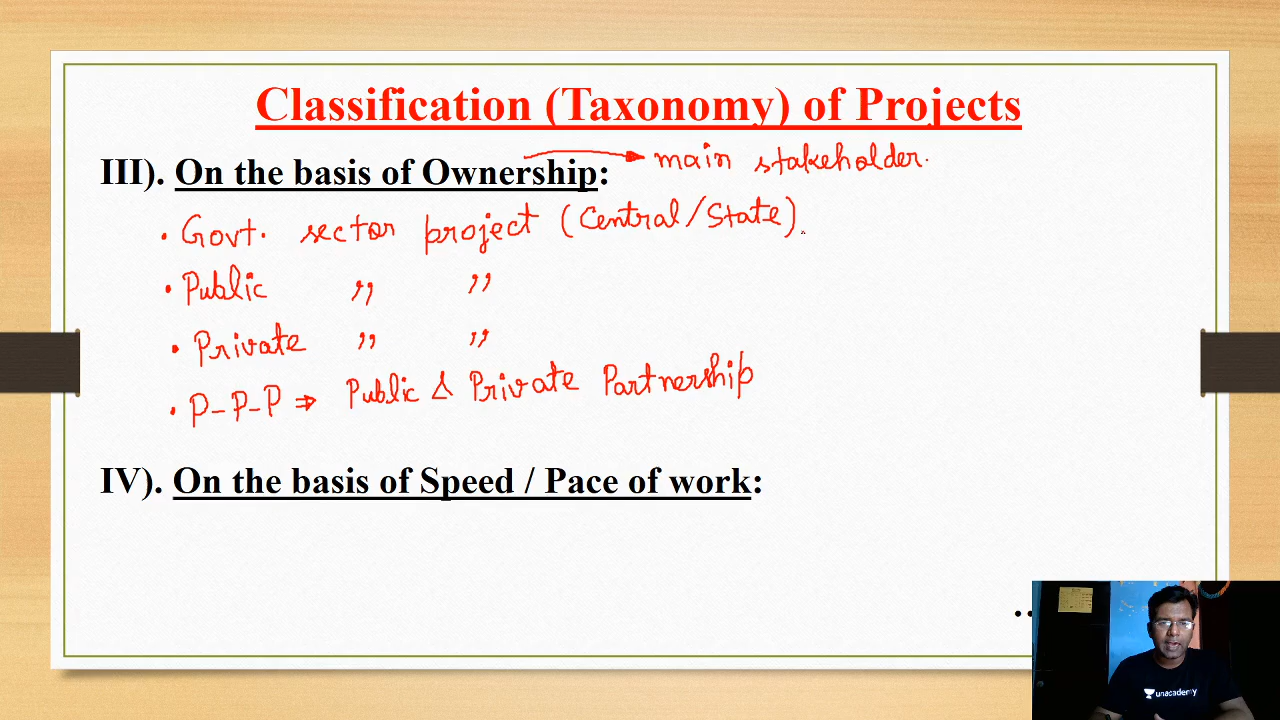 Classification (Taxonomy) of Projects
III). On the basis of Ownership: main stakeholder.
• Govt. sector project (Central/State).
• Public ,, ,,
• Private ,, ,,
• P-P-P ⇒ Public & Private Partnership
IV). On the basis of Speed / Pace of work:
..
unacademy